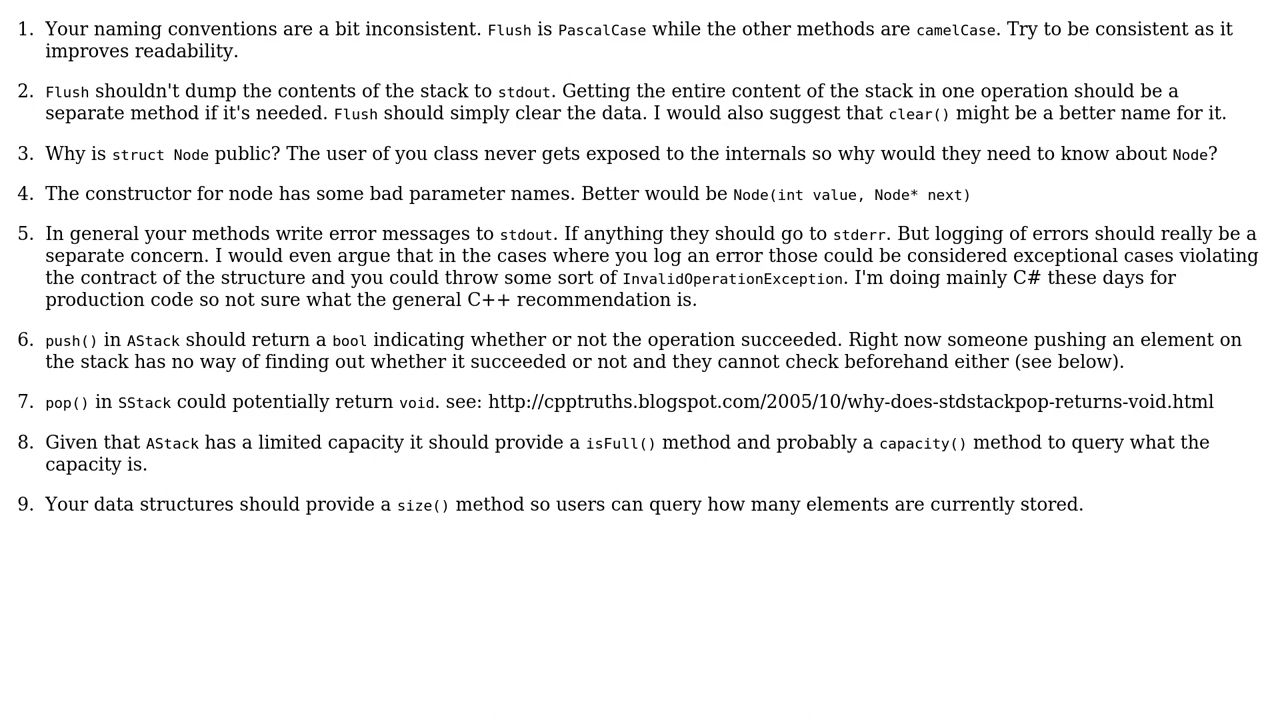 1. Your naming conventions are a bit inconsistent. Flush is PascalCase while the other methods are camelCase. Try to be consistent as it
improves readability.
2. Flush shouldn't dump the contents of the stack to stdout. Getting the entire content of the stack in one operation should be a
separate method if it's needed. Flush should simply clear the data. I would also suggest that clear() might be a better name for it.
3. Why is struct Node public? The user of you class never gets exposed to the internals so why would they need to know about Node?
4. The constructor for node has some bad parameter names. Better would be Node(int value, Node* next)
5. In general your methods write error messages to stdout. If anything they should go to stderr. But logging of errors should really be a
separate concern. I would even argue that in the cases where you log an error those could be considered exceptional cases violating
the contract of the structure and you could throw some sort of InvalidOperationException. I'm doing mainly C# these days for
production code so not sure what the general C++ recommendation is.
6. push() in AStack should return a bool indicating whether or not the operation succeeded. Right now someone pushing an element on
the stack has no way of finding out whether it succeeded or not and they cannot check beforehand either (see below).
7. pop() in SStack could potentially return void. see: http://cpptruths.blogspot.com/2005/10/why-does-stdstackpop-returns-void.html
8. Given that AStack has a limited capacity it should provide a isFull() method and probably a capacity() method to query what the
capacity is.
9. Your data structures should provide a size() method so users can query how many elements are currently stored.